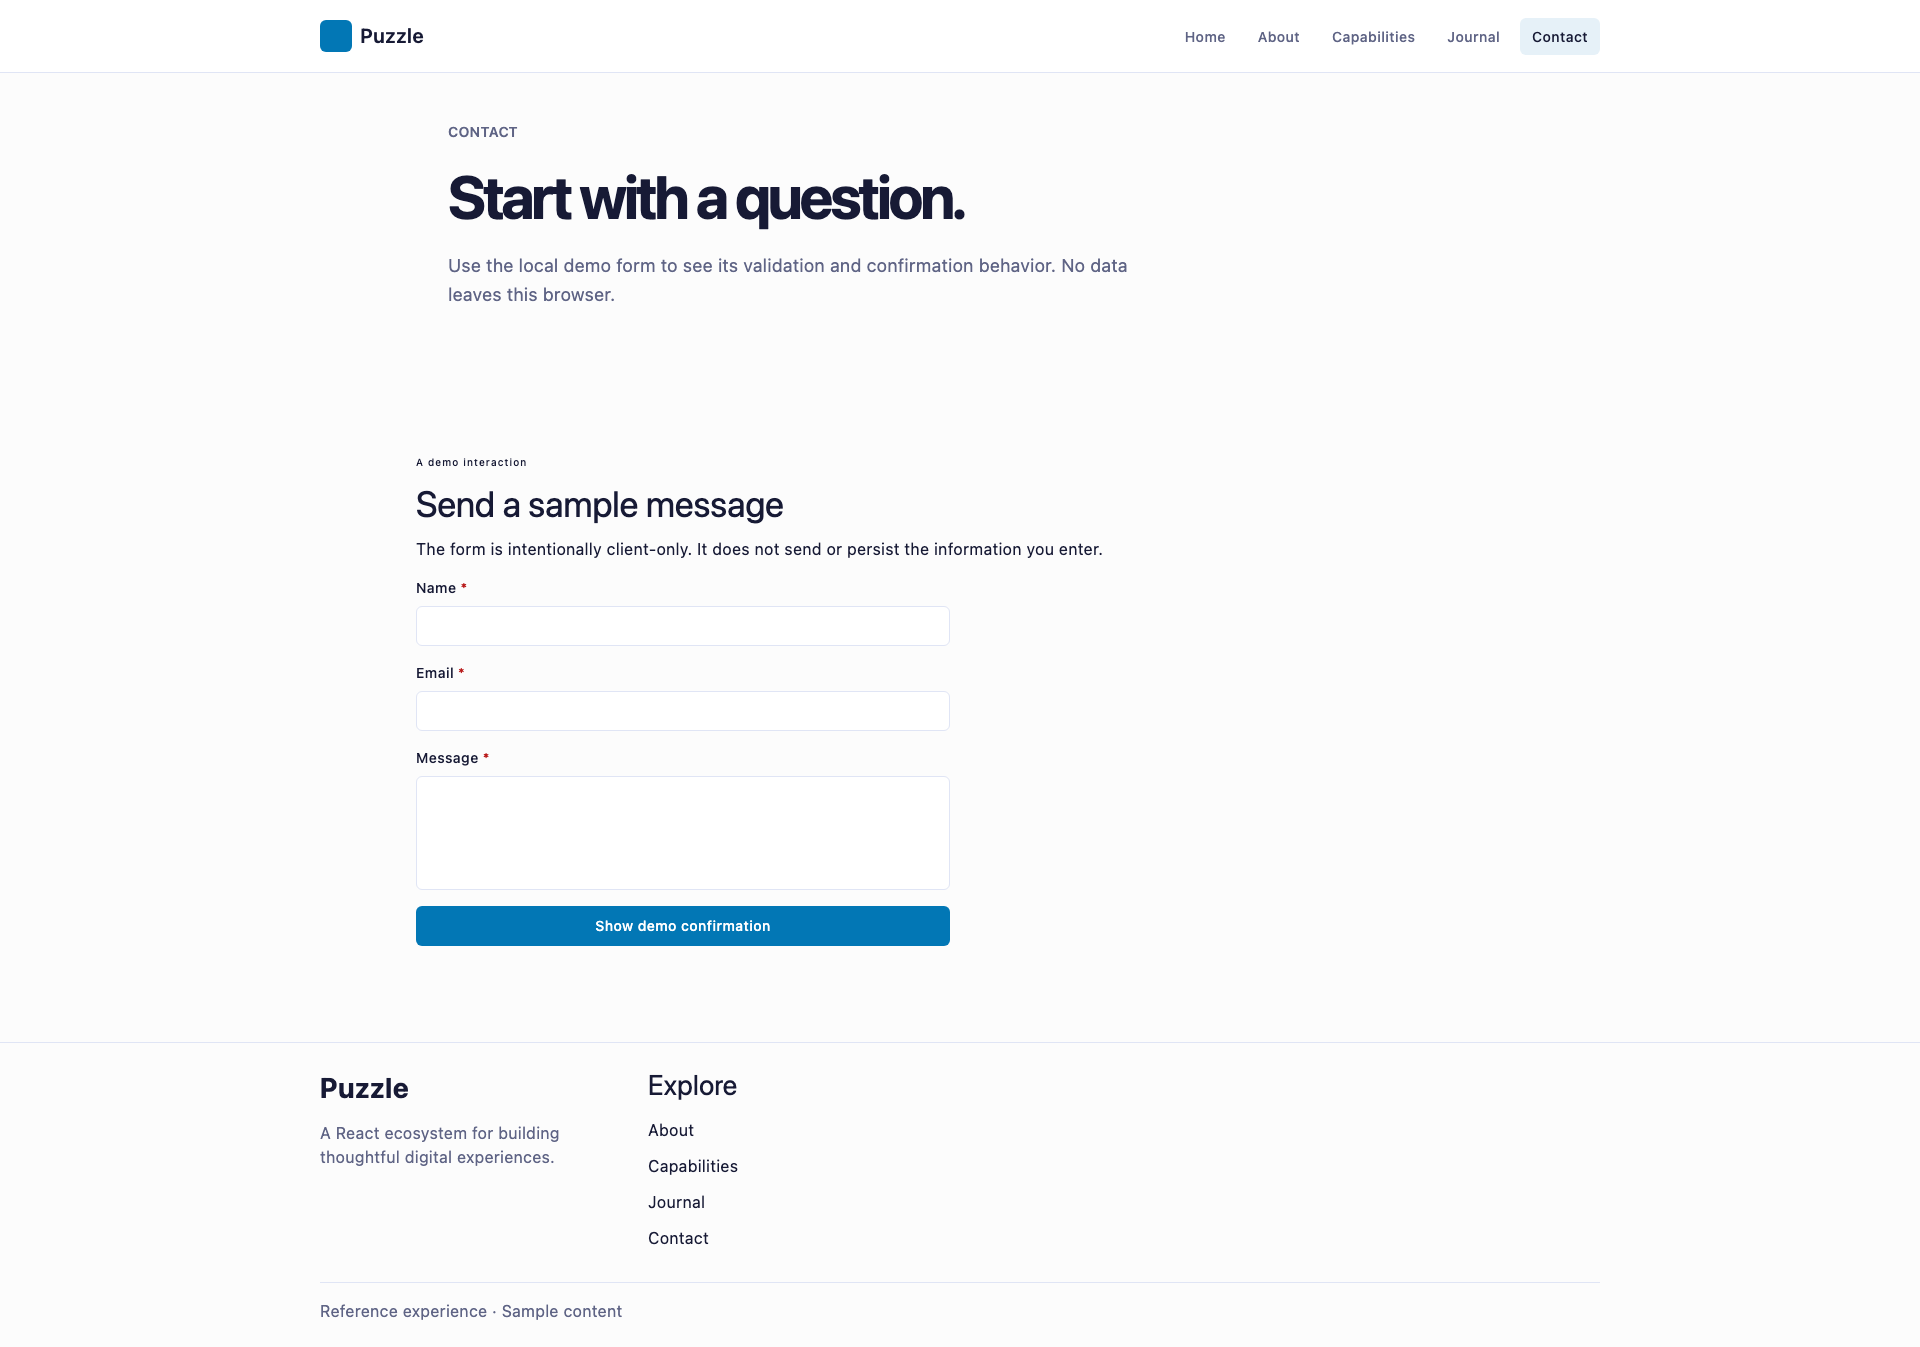 Puzzle
Home
About
Capabilities
Journal
Contact
CONTACT
Start with a question.
Use the local demo form to see its validation and confirmation behavior. No data
leaves this browser.
A demo interaction
Send a sample message
The form is intentionally client-only. It does not send or persist the information you enter.
Name *
Email *
Message *
Show demo confirmation
Puzzle
A React ecosystem for building
thoughtful digital experiences.
Explore
About
Capabilities
Journal
Contact
Reference experience · Sample content